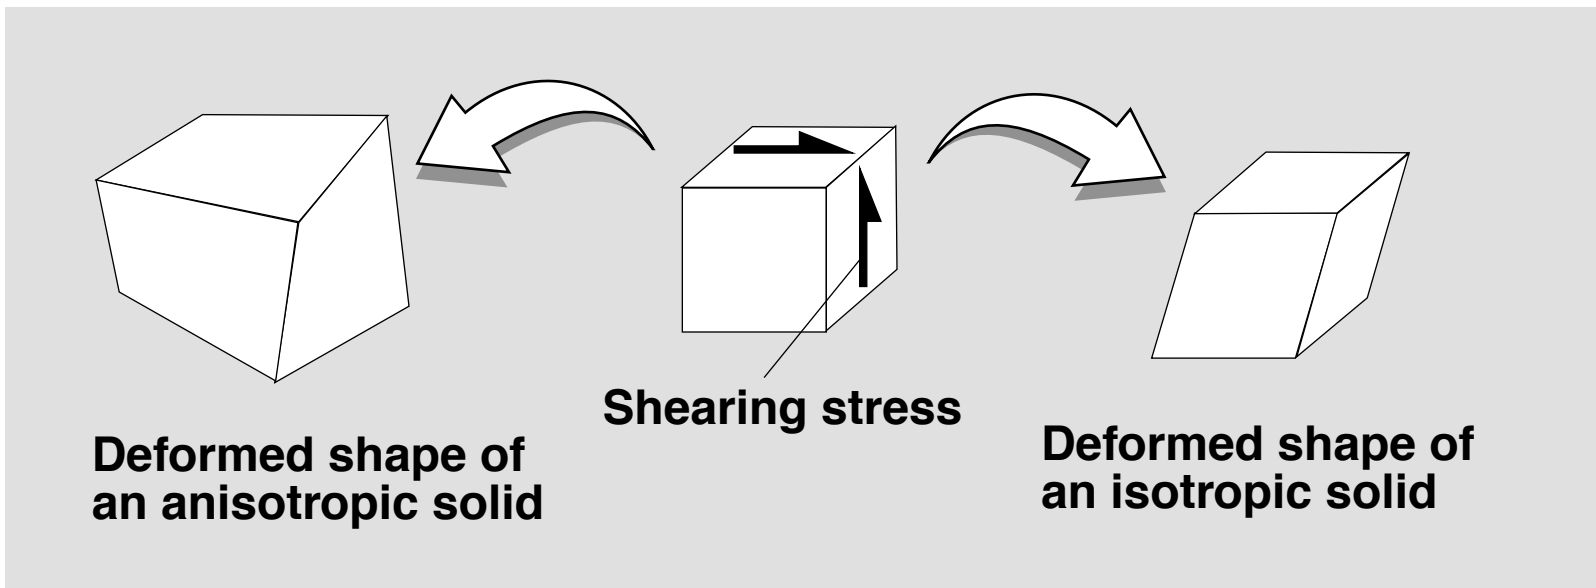 Shearing stress
Deformed shape of
an anisotropic solid
Deformed shape of
an isotropic solid